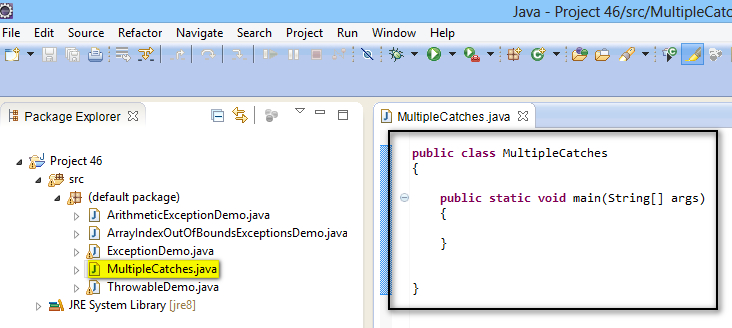 Java - Project 46/src/MultipleCatc
File Edit Source Refactor Navigate Search Project Run Window Help
Package Explorer
Project 46
src
(default package)
ArithmeticExceptionDemo.java
ArrayIndexOutOfBoundsExceptionsDemo.java
ExceptionDemo.java
MultipleCatches.java
ThrowableDemo.java
JRE System Library [jre8]
MultipleCatches.java
public class MultipleCatches
{
public static void main(String[] args)
{
}
}